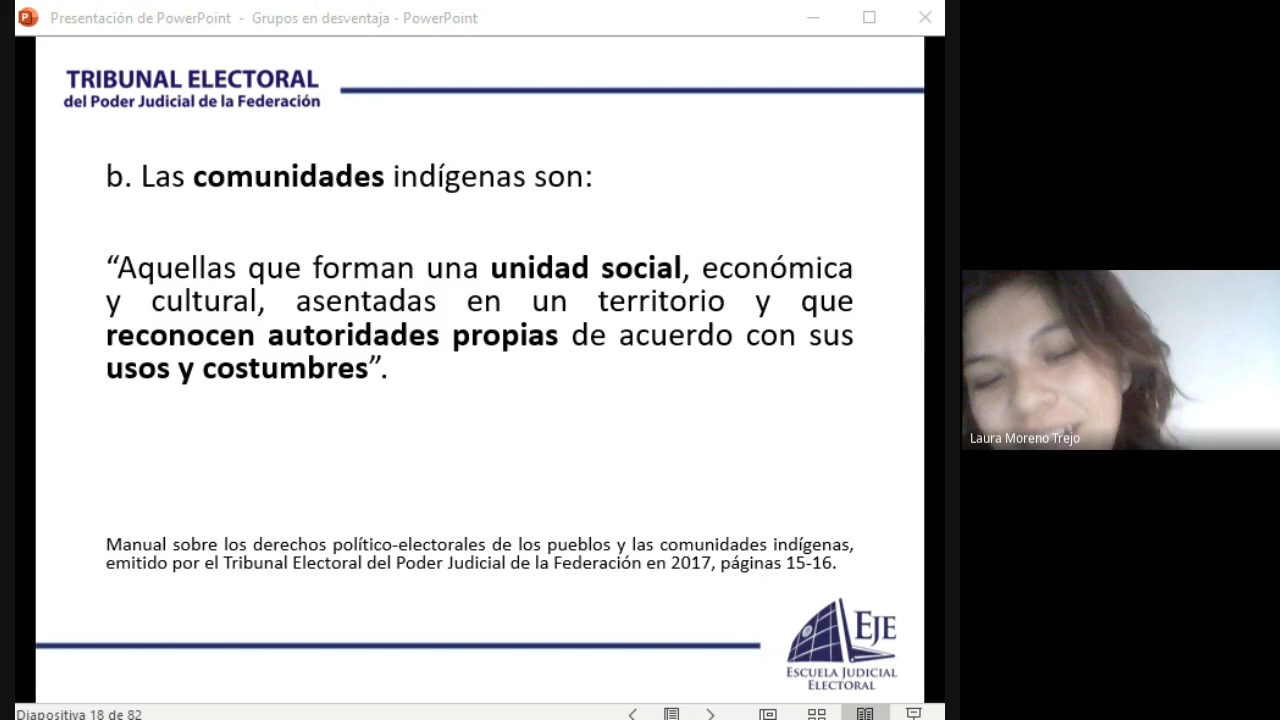 Presentación de PowerPoint - Grupos en desventaja - PowerPoint
TRIBUNAL ELECTORAL
del Poder Judicial de la Federación
b. Las comunidades indígenas son:
“Aquellas que forman una unidad social, económica
y cultural, asentadas en un territorio y que
reconocen autoridades propias de acuerdo con sus
usos y costumbres”.
Laura Moreno Trejo
Manual sobre los derechos político-electorales de los pueblos y las comunidades indígenas,
emitido por el Tribunal Electoral del Poder Judicial de la Federación en 2017, páginas 15-16.
EJE
ESCUELA JUDICIAL
ELECTORAL
Diapositiva 18 de 82